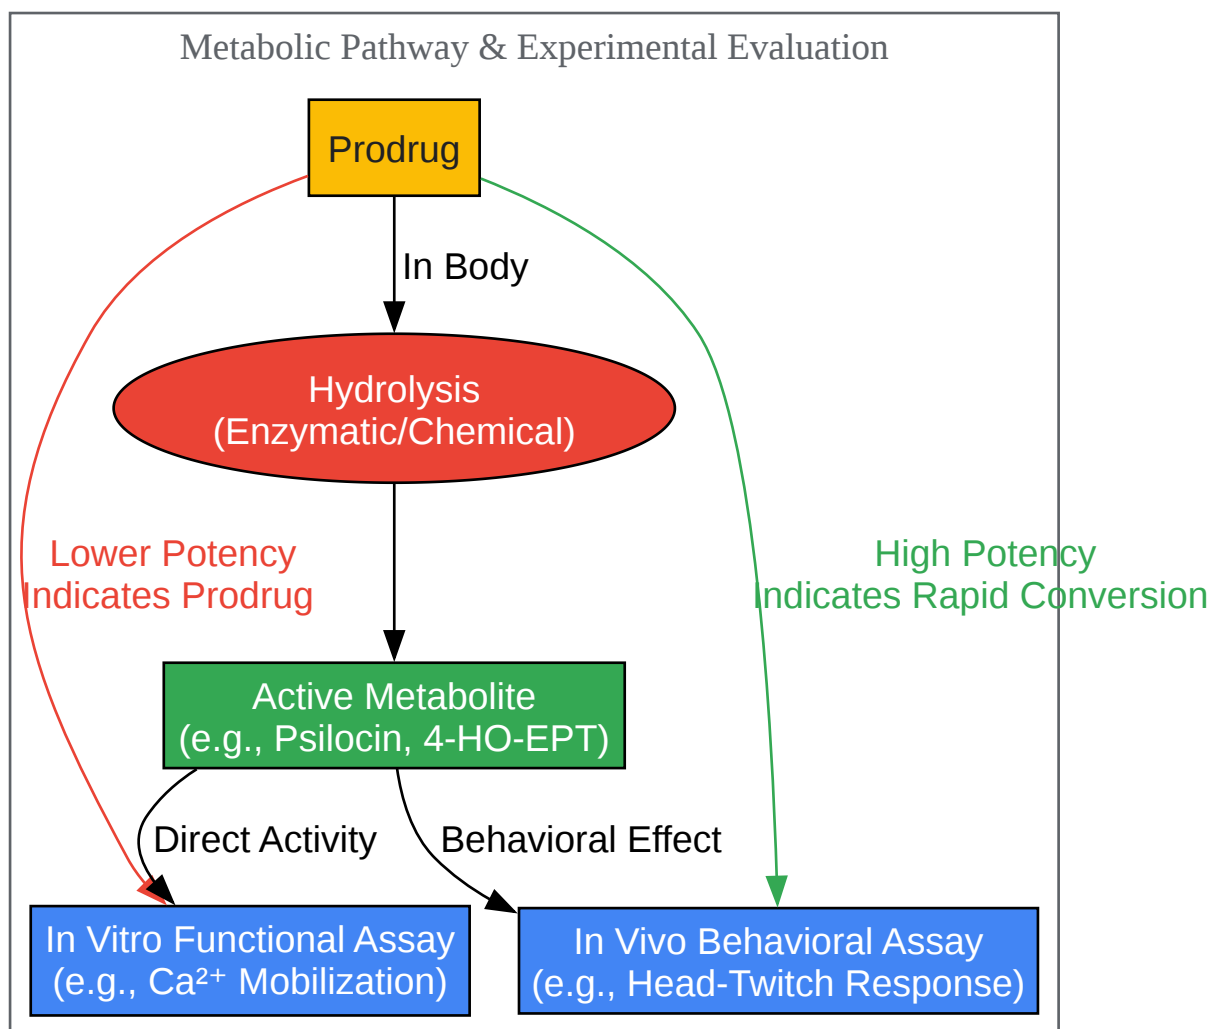 Metabolic Pathway & Experimental Evaluation
Prodrug
In Body
Hydrolysis
(Enzymatic/Chemical)
Lower Potency
Indicates Prodrug
High Potency
Indicates Rapid Conversion
Active Metabolite
(e.g., Psilocin, 4-HO-EPT)
Direct Activity
Behavioral Effect
In Vitro Functional Assay
(e.g., Ca²⁺ Mobilization)
In Vivo Behavioral Assay
(e.g., Head-Twitch Response)